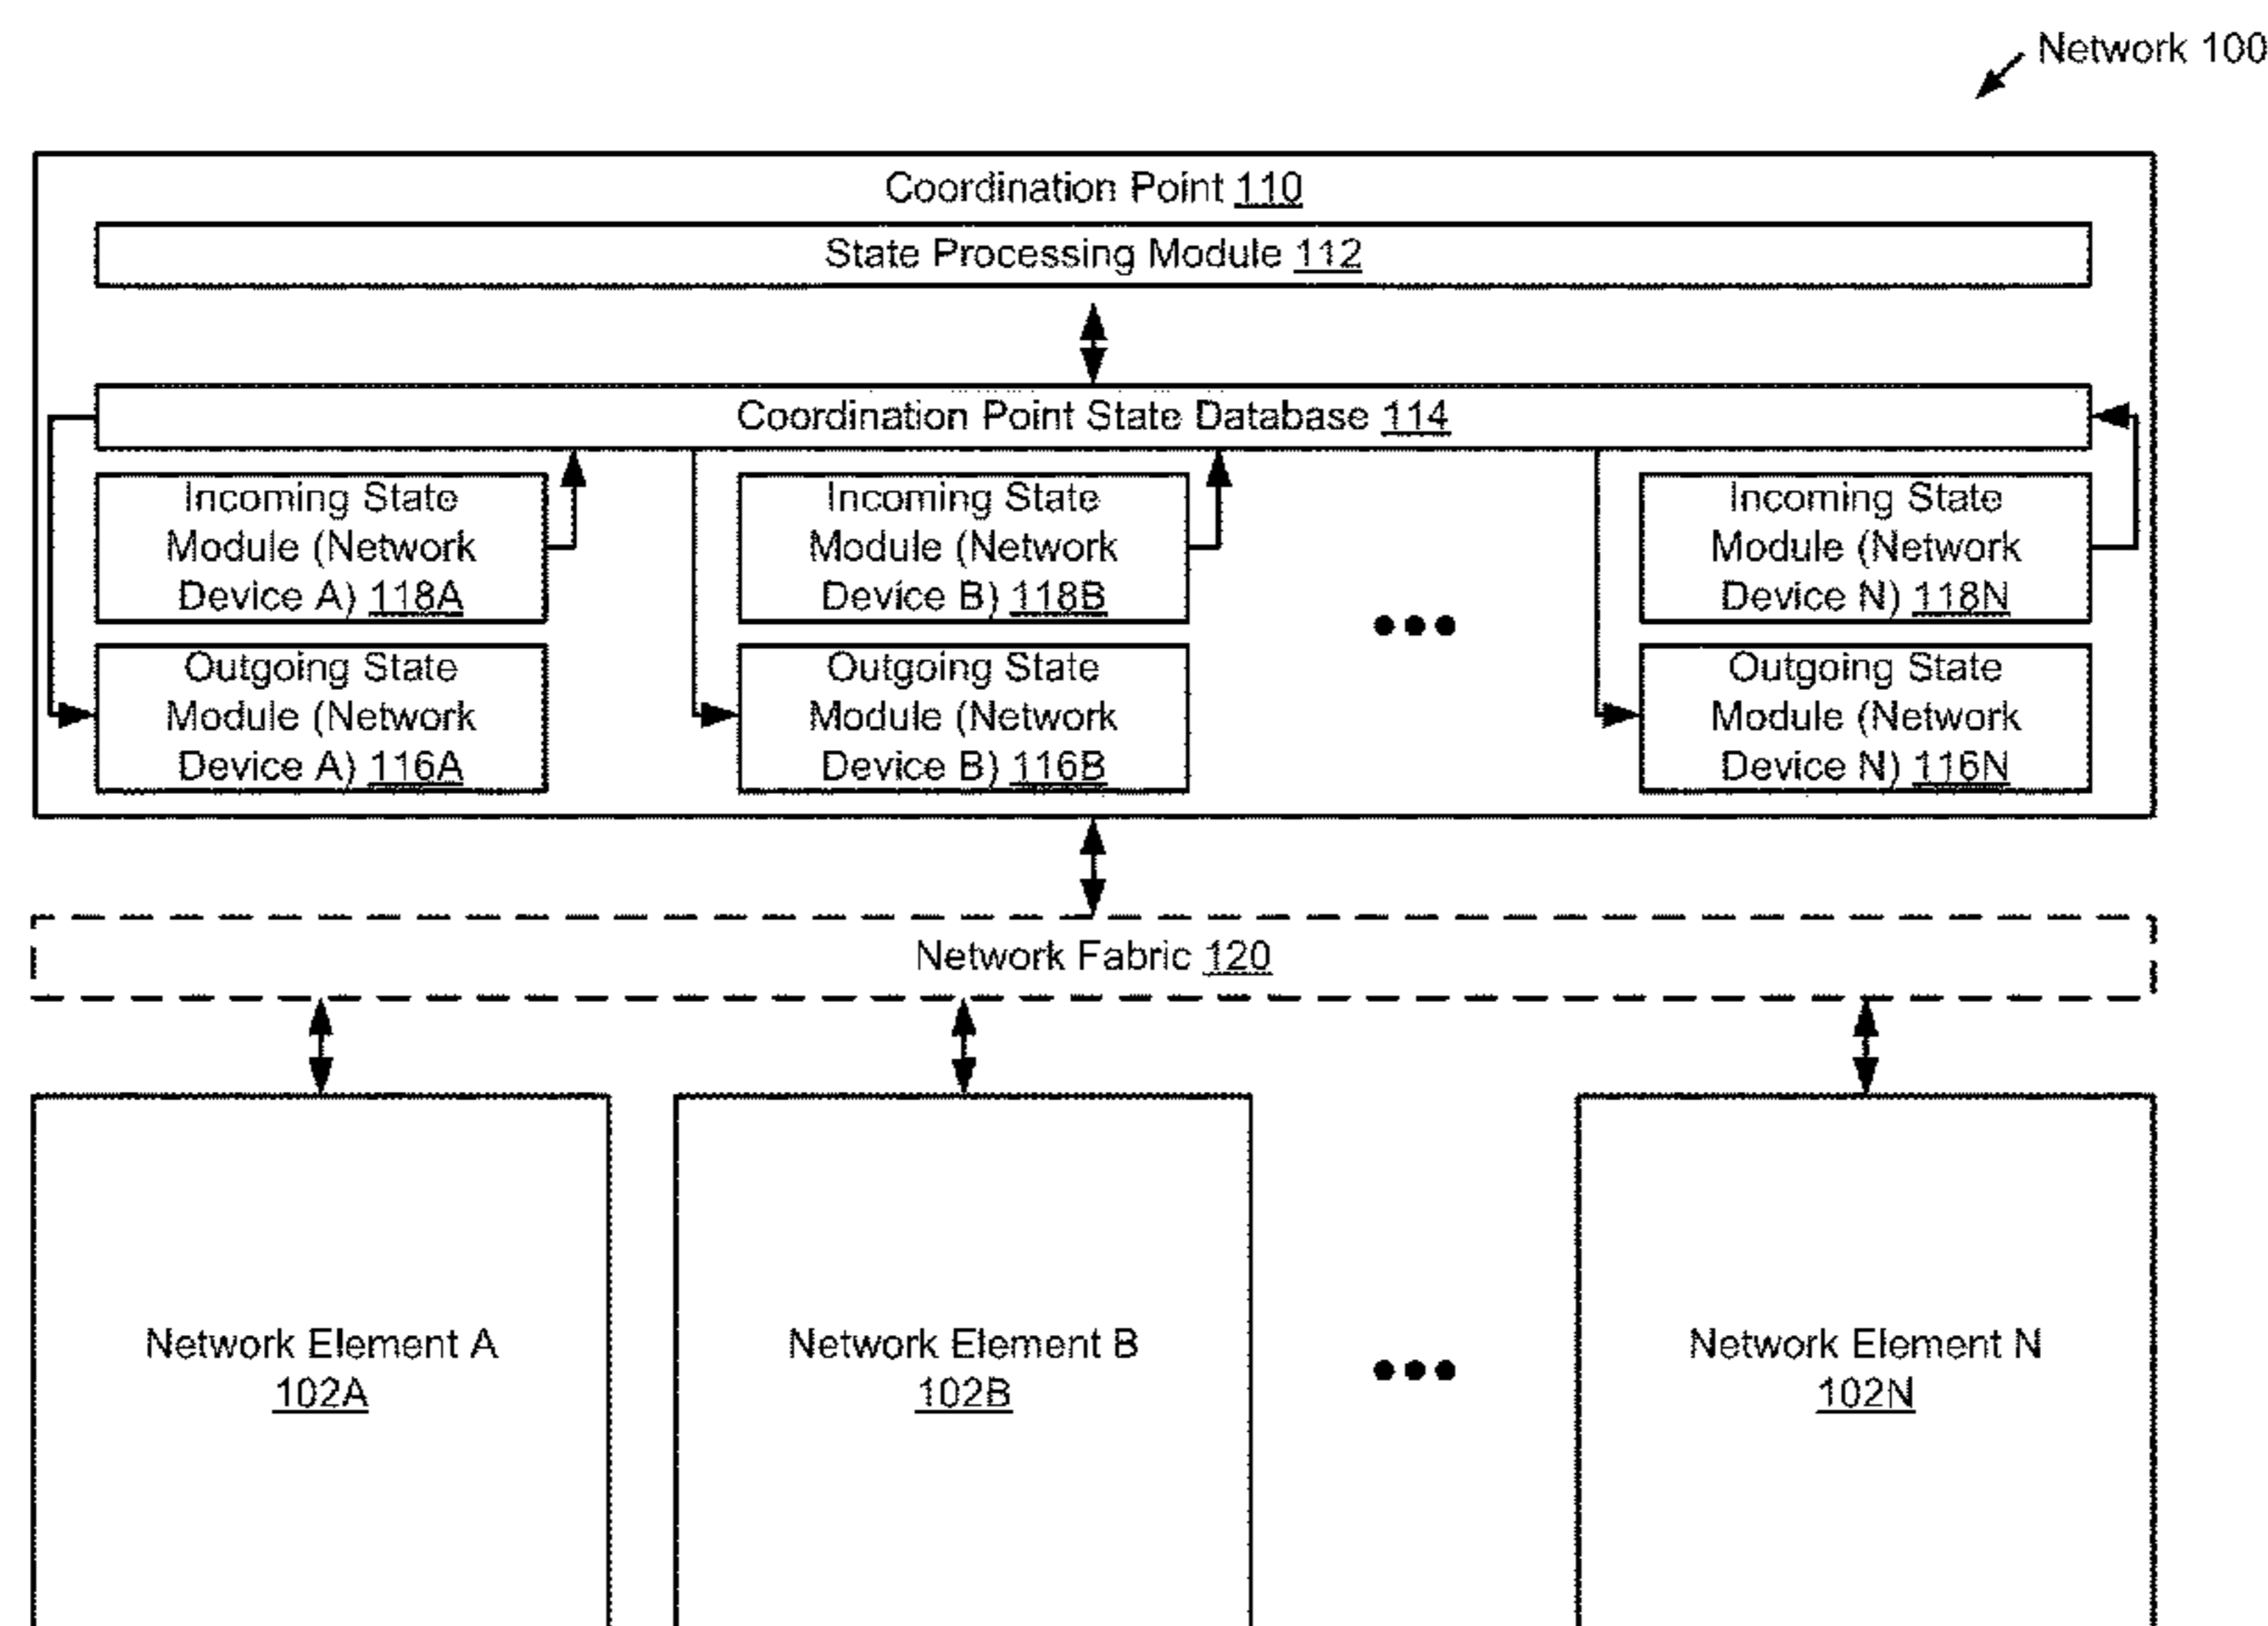 Network 100
Coordination Point 110
State Processing Module 112
Coordination Point State Database 114
Incoming State
Module (Network
Device A) 118A
Incoming State
Module (Network
Device B) 118B
Incoming State
Module (Network
Device N) 118N
Outgoing State
Module (Network
Device A) 116A
Outgoing State
Module (Network
Device B) 116B
Outgoing State
Module (Network
Device N) 116N
Network Fabric 120
Network Element A
102A
Network Element B
102B
Network Element N
102N